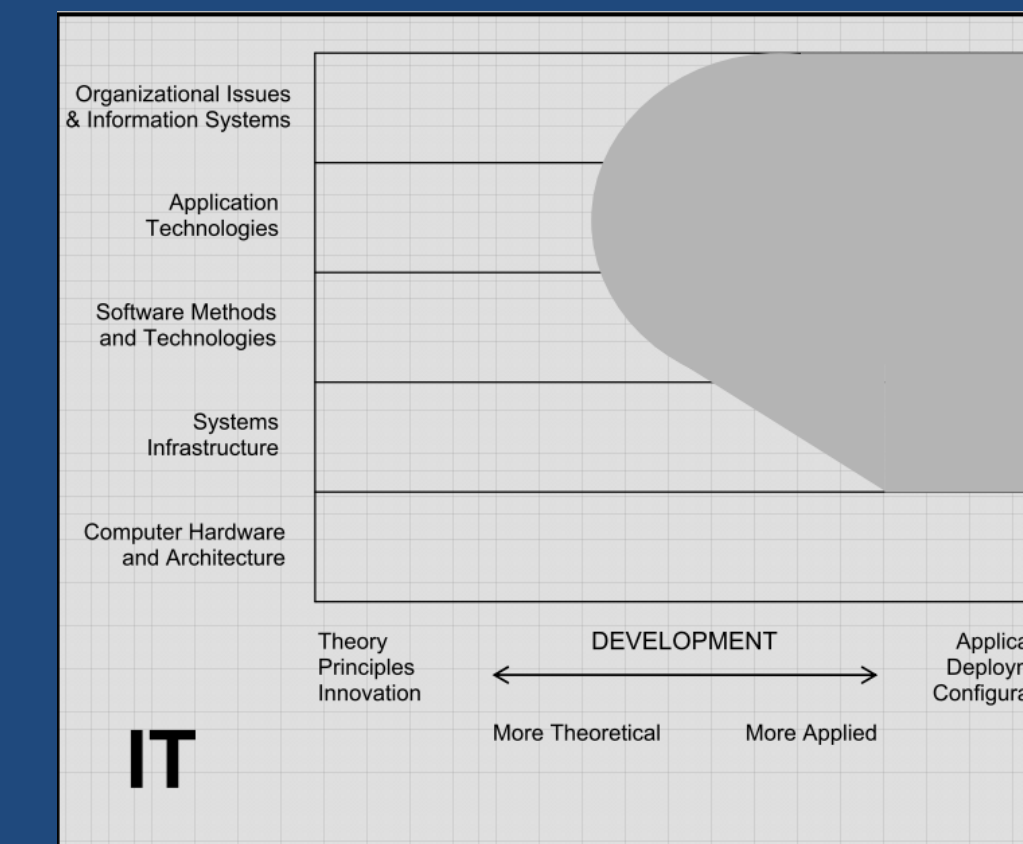 Organizational Issues
& Information Systems
Application
Technologies
Software Methods
and Technologies
Systems
Infrastructure
Computer Hardware
and Architecture
Theory
Principles
Innovation
DEVELOPMENT
More Theoretical
More Applied
IT